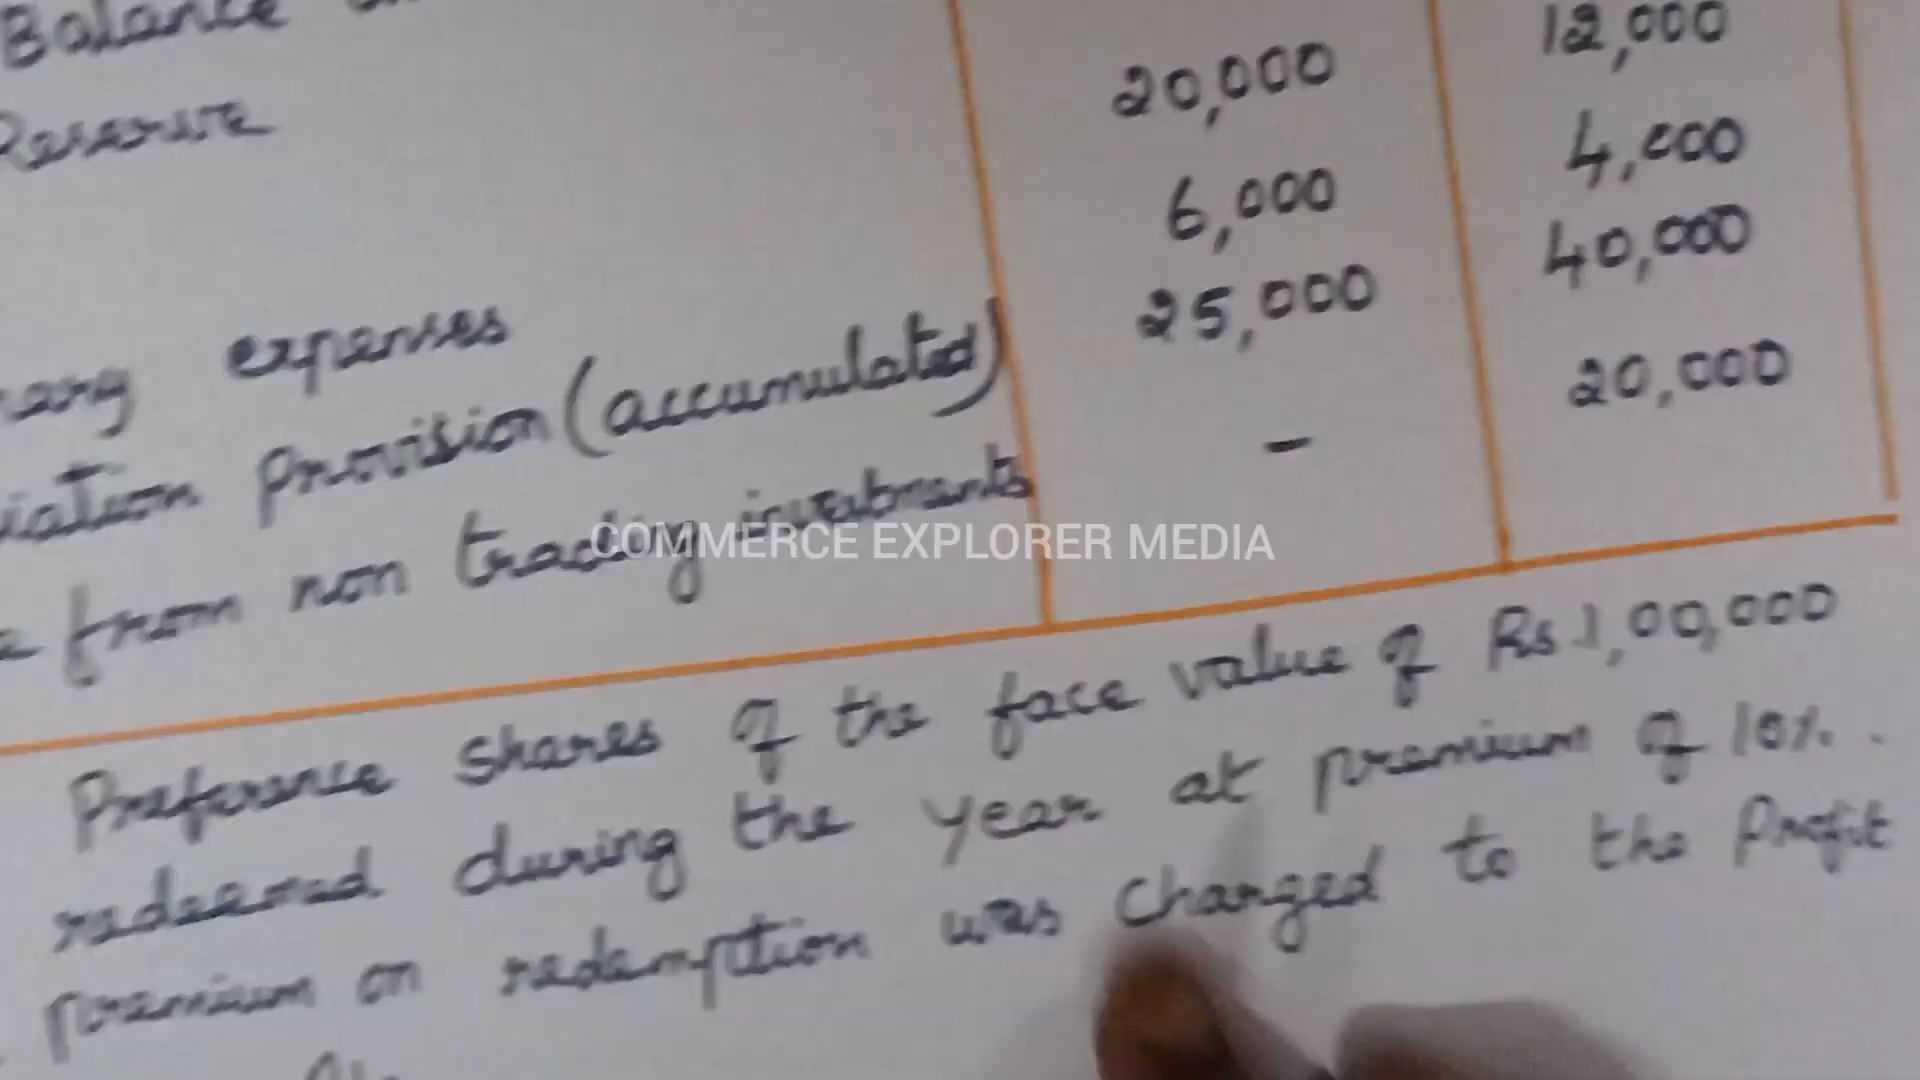 Balance
12,000
Reserve 20,000 4,000
6,000 40,000
expenses 25,000 20,000
Provision (accumulated) -
from non trading investments
COMMERCE EXPLORER MEDIA
Preference shares of the face value of Rs 1,00,000
redeemed during the year at premium of 10%.
premium on redemption was charged to the Profit